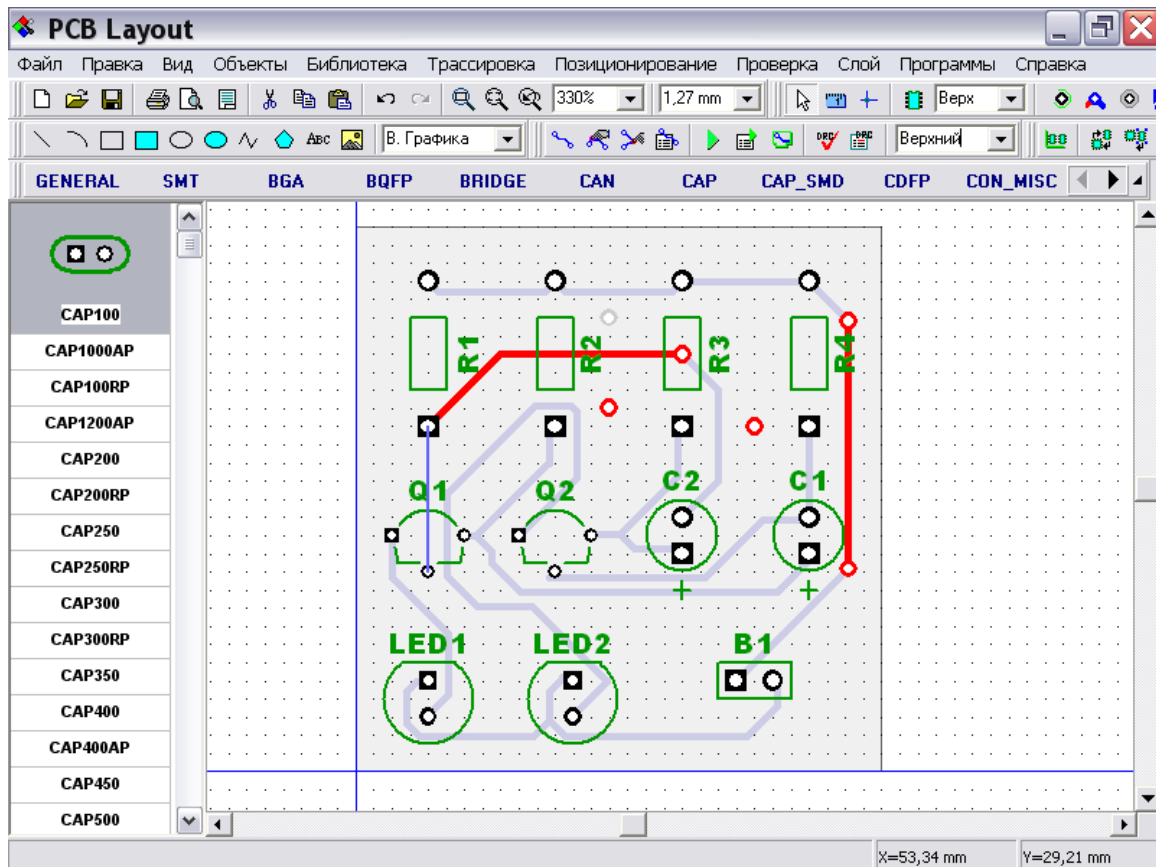 PCB Layout
Файл Правка Вид Объекты Библиотека Трассировка Позиционирование Проверка Слой Программы Справка
330% 1,27 mm Верх
ABC В. Графика DRC DRC Верхний
GENERAL SMT BGA BQFP BRIDGE CAN CAP CAP_SMD CDFP CON_MISC
CAP100
CAP1000AP
CAP100RP
CAP1200AP
CAP200
CAP200RP
CAP250
CAP250RP
CAP300
CAP300RP
CAP350
CAP400
CAP400AP
CAP450
CAP500
R1 R2 R3 R4
Q1 Q2 C2 C1
+ +
LED1 LED2 B1
X=53,34 mm Y=29,21 mm